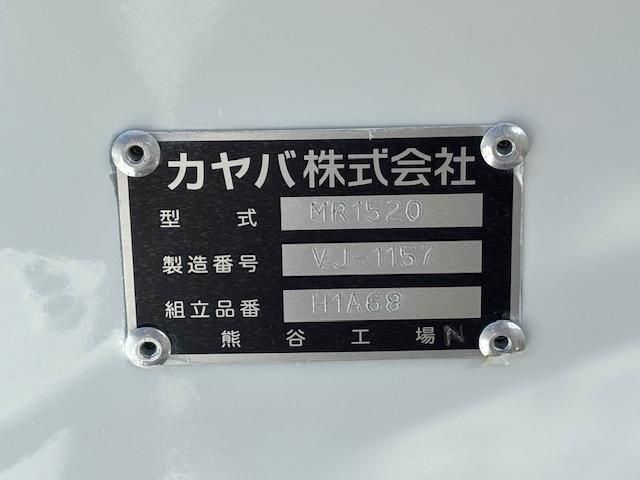 カヤバ株式会社
型式 MR1520
製造番号 VJ-1157
組立品番 H1A68
熊谷工場 N